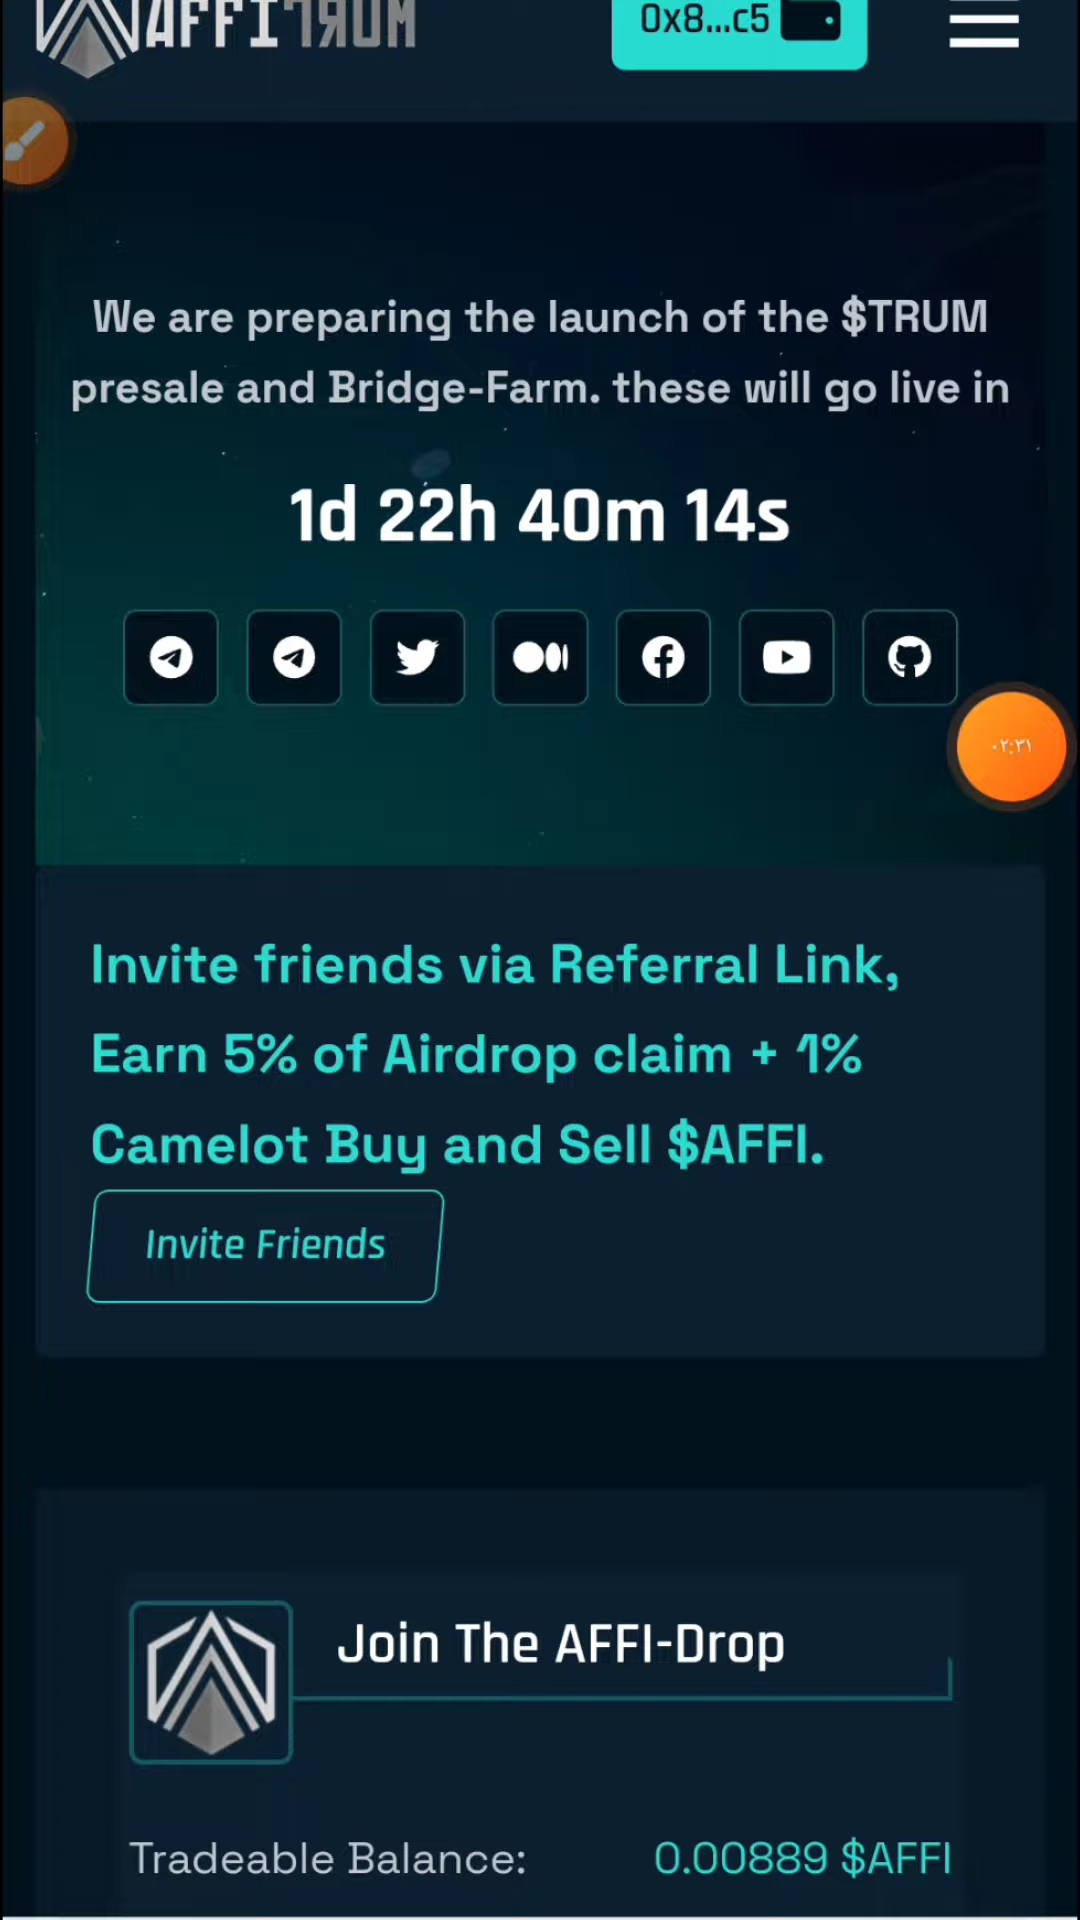 AFFITRUM
0x8...c5
We are preparing the launch of the $TRUM
presale and Bridge-Farm. these will go live in
1d 22h 40m 14s
۰۲:۳۱
Invite friends via Referral Link,
Earn 5% of Airdrop claim + 1%
Camelot Buy and Sell $AFFI.
Invite Friends
Join The AFFI-Drop
Tradeable Balance: 0.00889 $AFFI